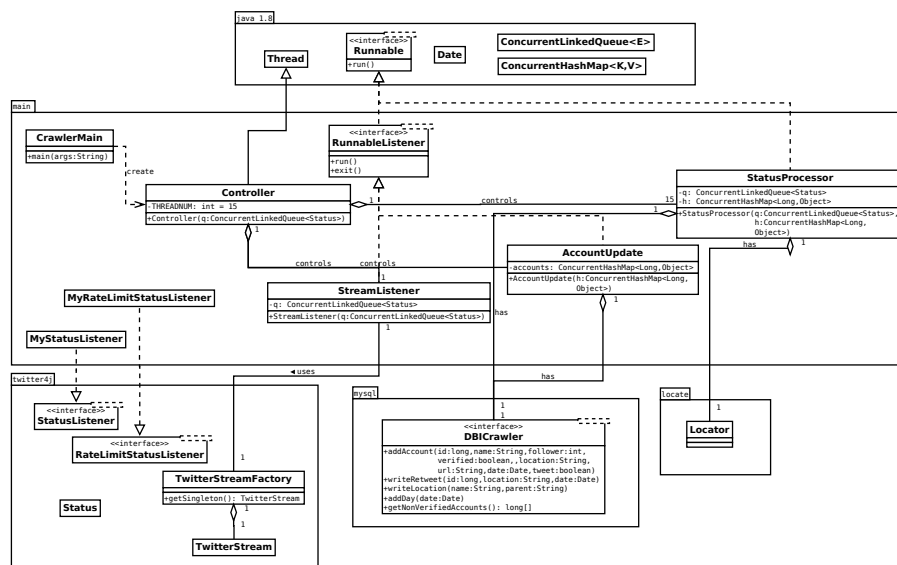 java 1.8
<<interface>>
Runnable
+run()
Thread
Date
ConcurrentLinkedQueue<E>
ConcurrentHashMap<K,V>
main
CrawlerMain
+main(args:String)
create
<<interface>>
RunnableListener
+run()
+exit()
Controller
-THREADNUM: int = 15
+Controller(q:ConcurrentLinkedQueue<Status>)
1
controls
15
1
StatusProcessor
-q: ConcurrentLinkedQueue<Status>
-h: ConcurrentHashMap<Long,Object>
+StatusProcessor(q:ConcurrentLinkedQueue<Status>,
h:ConcurrentHashMap<Long,
Object>)
1
has
1
controls
controls
1
AccountUpdate
-accounts: ConcurrentHashMap<Long,Object>
+AccountUpdate(h:ConcurrentHashMap<Long,
Object>)
1
StreamListener
-q: ConcurrentLinkedQueue<Status>
+StreamListener(q:ConcurrentLinkedQueue<Status>)
1
has
MyRateLimitStatusListener
MyStatusListener
◄ uses
has
twitter4j
<<interface>>
StatusListener
<<interface>>
RateLimitStatusListener
1
TwitterStreamFactory
+getSingleton(): TwitterStream
1
1
TwitterStream
Status
mysql
1
1
<<interface>>
DBICrawler
+addAccount(id:long,name:String,follower:int,
verified:boolean,,location:String,
url:String,date:Date,tweet:boolean)
+writeRetweet(id:long,location:String,date:Date)
+writeLocation(name:String,parent:String)
+addDay(date:Date)
+getNonVerifiedAccounts(): long[]
locate
1
Locator